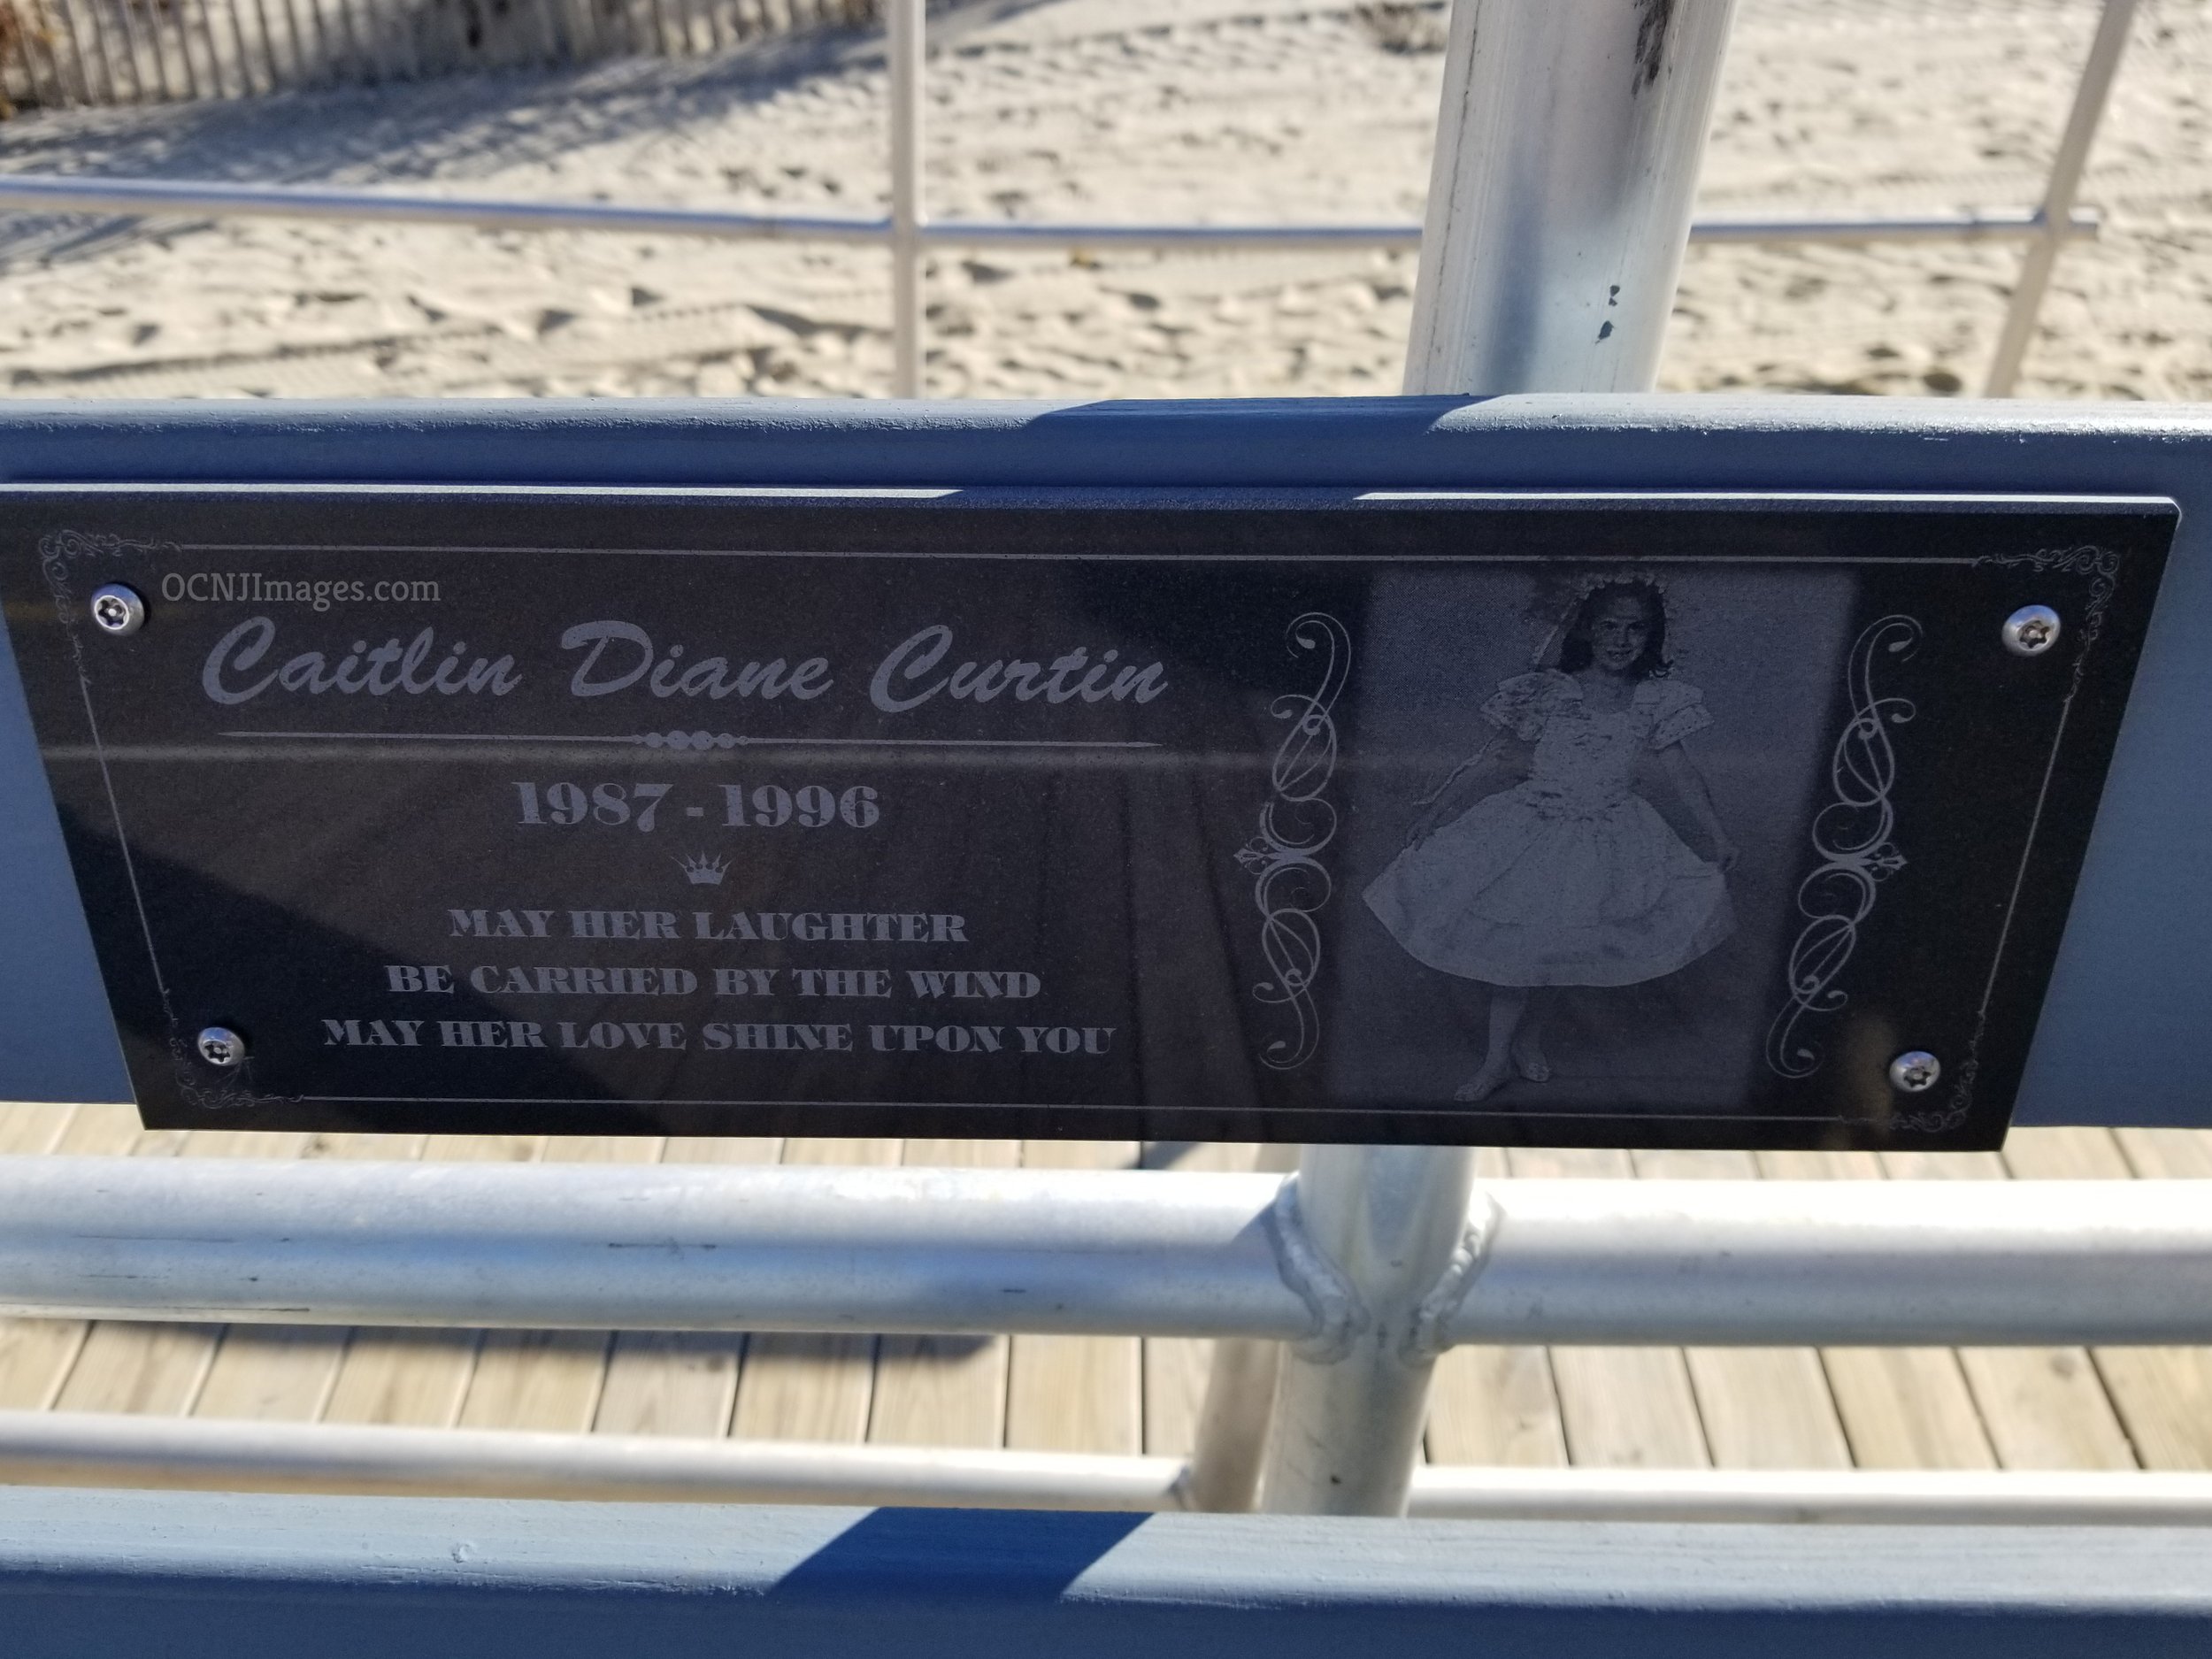 OCNJImages.com
Caitlin Diane Curtin
1987 - 1996
MAY HER LAUGHTER
BE CARRIED BY THE WIND
MAY HER LOVE SHINE UPON YOU